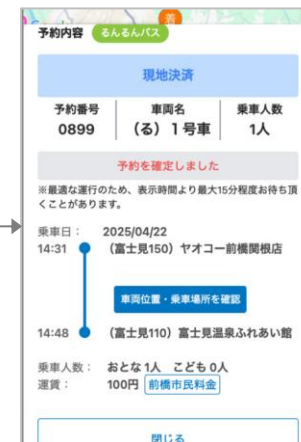 善
予約内容 るんるんバス
現地決済
予約番号 車両名 乗車人数
0899 (る) 1号車 1人
予約を確定しました
※最適な運行のため、表示時間より最大15分程度お待ち頂
くことがあります。
乗車日： 2025/04/22
14:31 (富士見150) ヤオコー前橋関根店
車両位置・乗車場所を確認
14:48 (富士見110) 富士見温泉ふれあい館
乗車人数： おとな1人 こども0人
運賃： 100円 前橋市民料金
閉じる